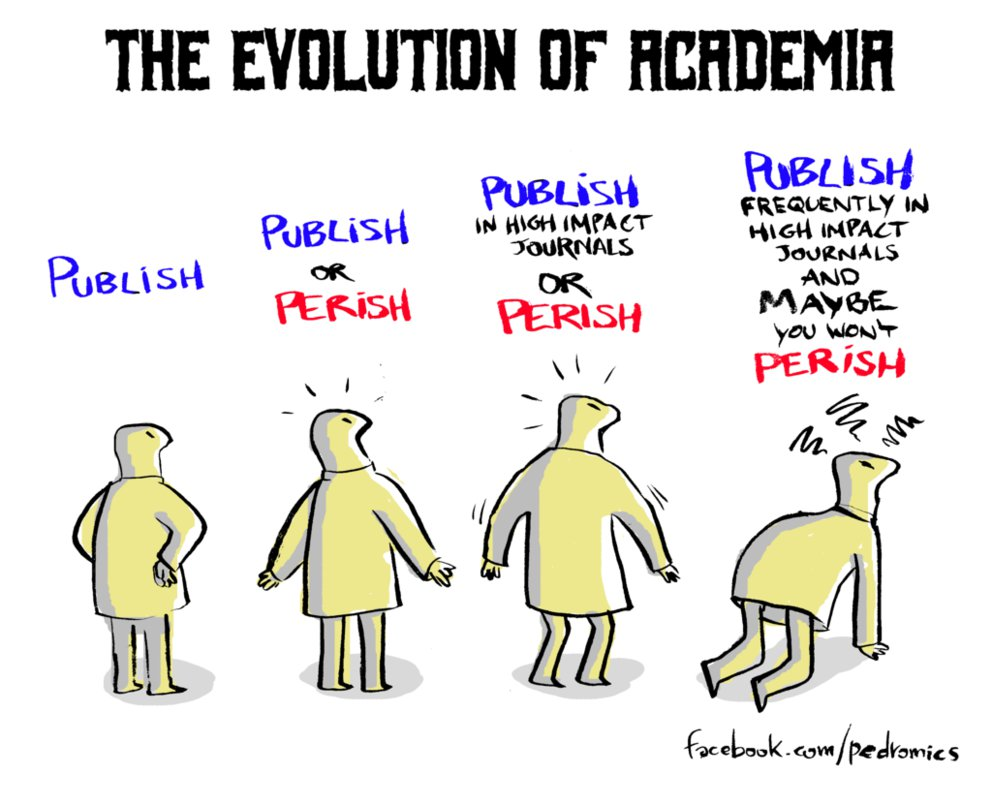 THE EVOLUTION OF ACADEMIA
PUBLISH
PUBLISH
OR
PERISH
PUBLISH
IN HIGH IMPACT
JOURNALS
OR
PERISH
PUBLISH
FREQUENTLY IN
HIGH IMPACT
JOURNALS
AND
MAYBE
YOU WON'T
PERISH
facebook.com/pedromics